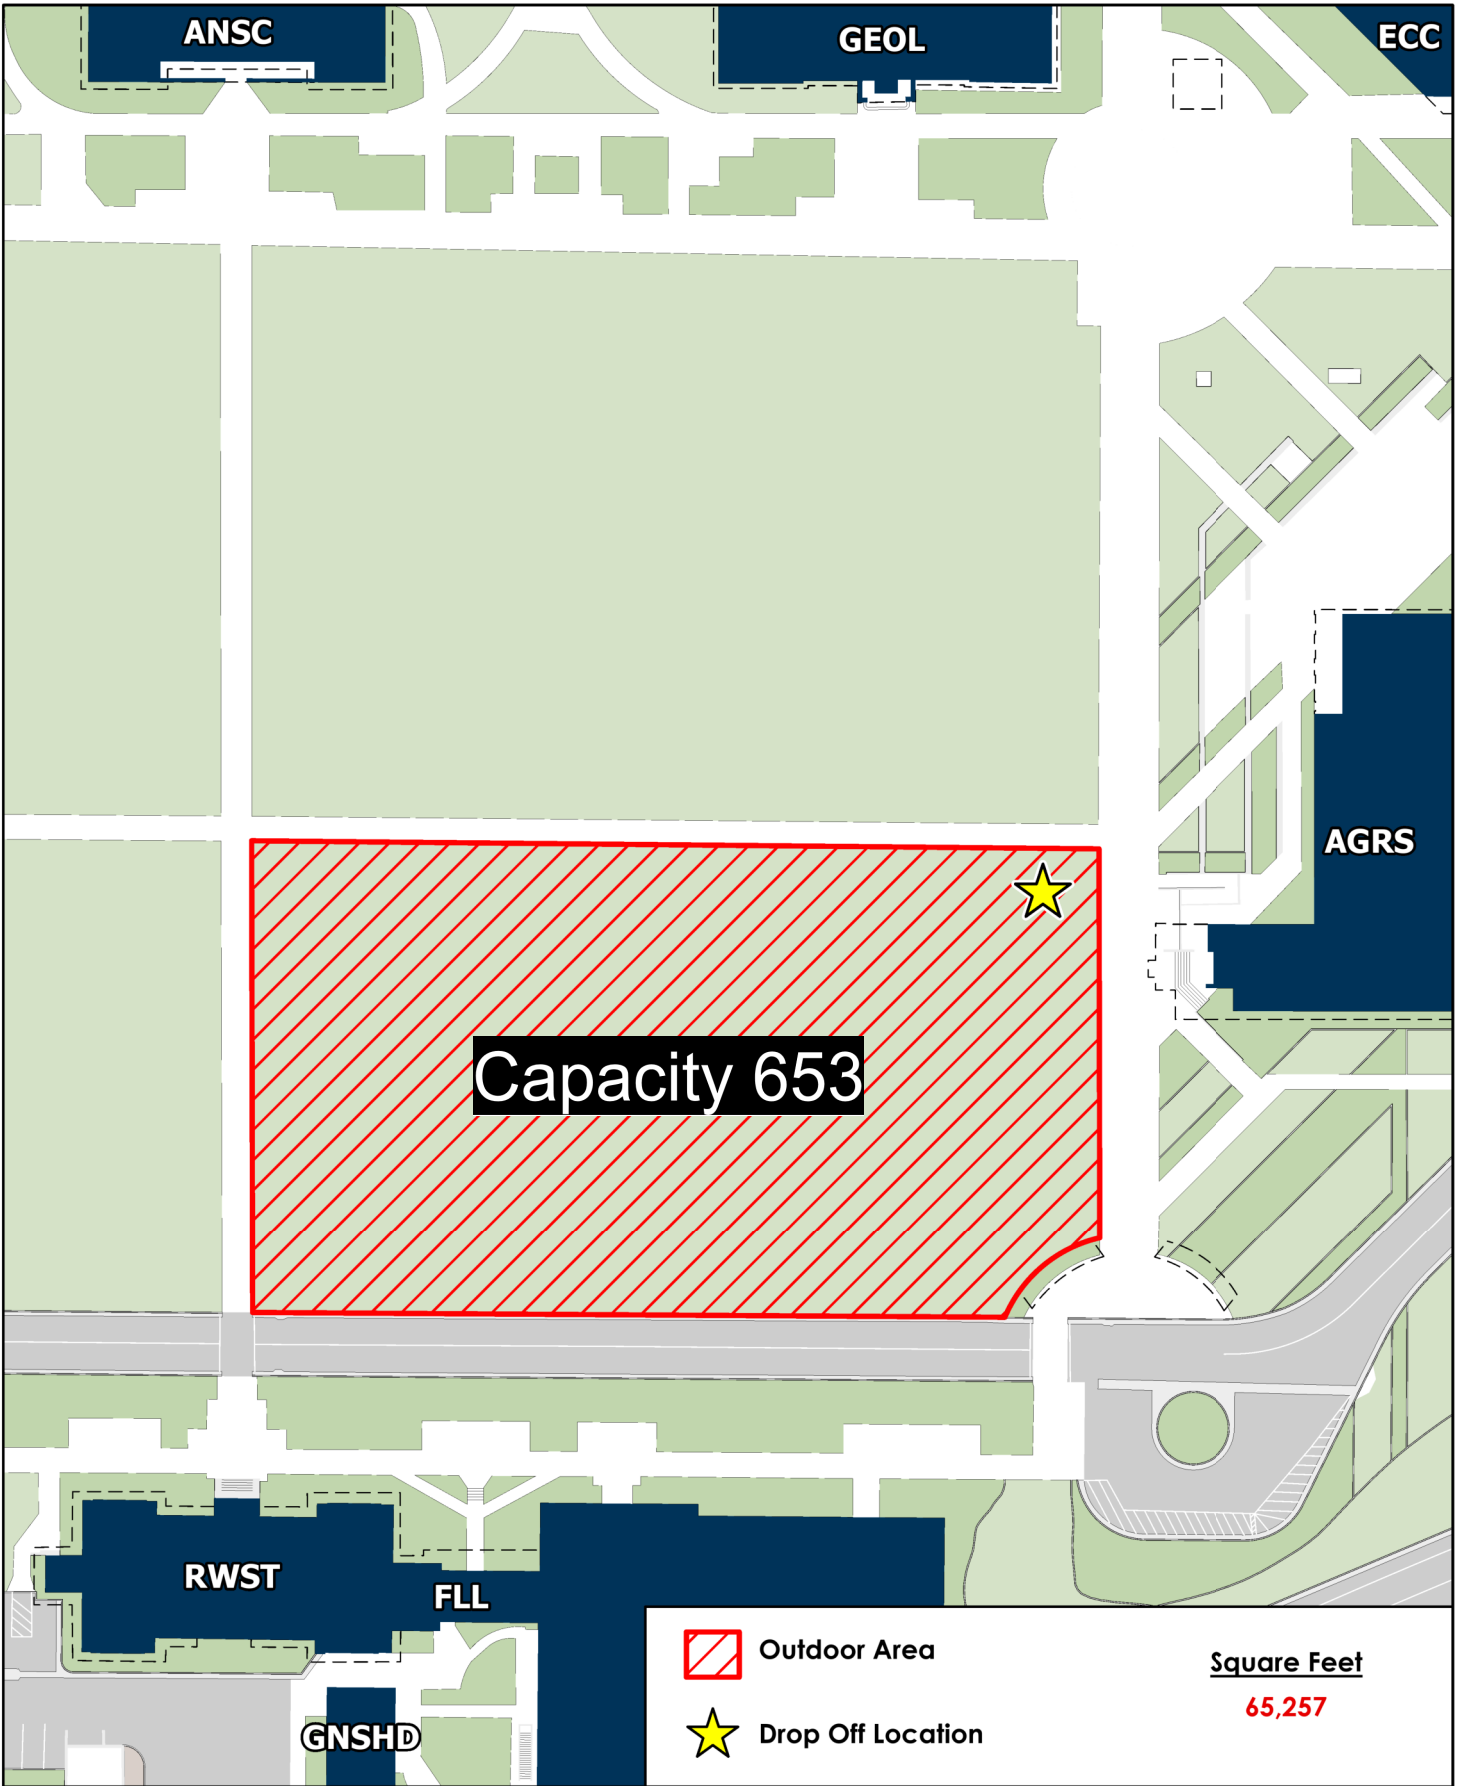 ANSC
GEOL
ECC
AGRS
Capacity 653
RWST
FLL
GNSHD
Outdoor Area
Drop Off Location
Square Feet
65,257